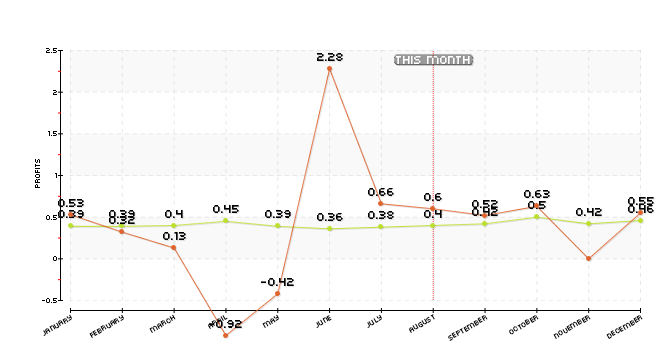 2.5
2
1.5
1
0.5
0
-0.5
PROFITS
THIS MONTH
0.53
0.39
0.39
0.32
0.4
0.13
0.45
-0.92
0.39
-0.42
2.28
0.36
0.66
0.38
0.6
0.4
0.52
0.42
0.63
0.5
0.42
0.55
0.46
JANUARY
FEBRUARY
MARCH
APRIL
MAY
JUNE
JULY
AUGUST
SEPTEMBER
OCTOBER
NOVEMBER
DECEMBER